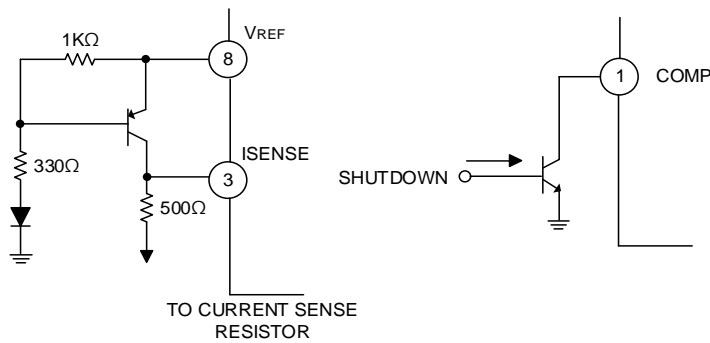 1KΩ
VREF
8
330Ω
ISENSE
3
500Ω
TO CURRENT SENSE
RESISTOR
1
COMP
SHUTDOWN